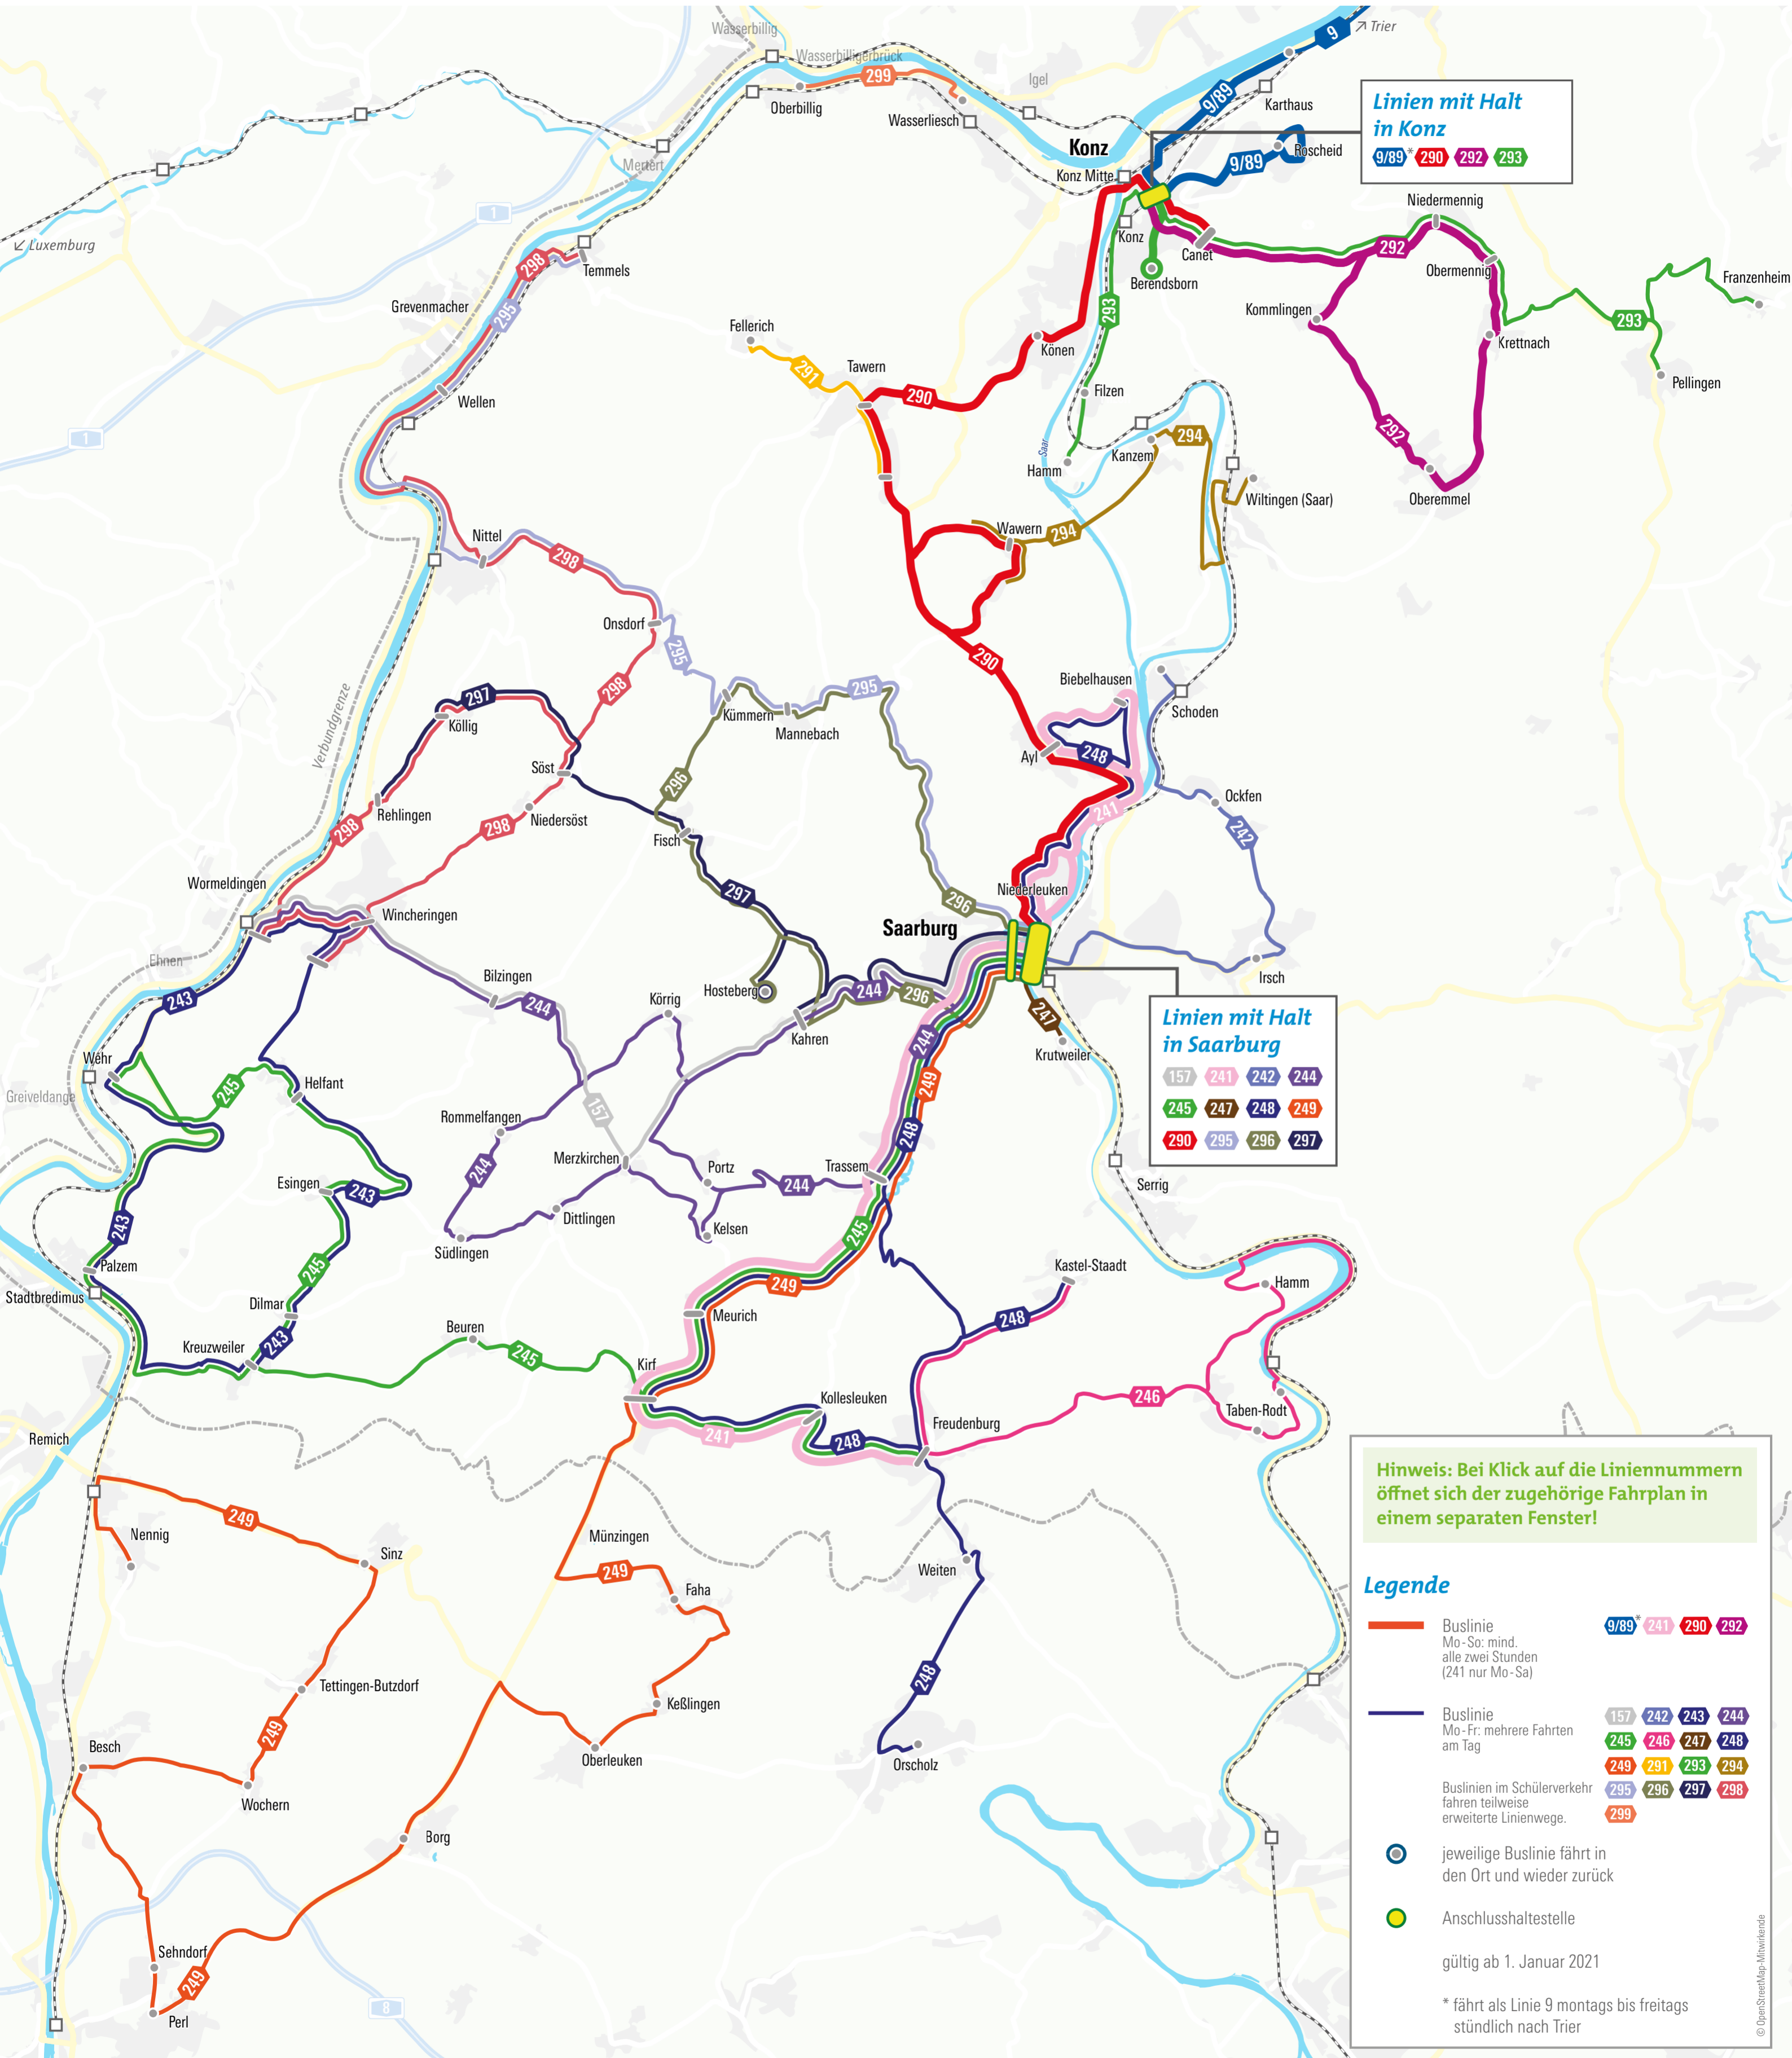 Wasserbillig
Wasserbilligerbrück
9
↗ Trier
299
Igel
Oberbillig
Wasserliesch
Karthaus
9/89
Linien mit Halt
in Konz
9/89* 290 292 293
Konz
Mertert
Roscheid
9/89
Konz Mitte
1
↙ Luxemburg
Niedermennig
Konz
Canet
292
Obermennig
Franzenheim
298
Temmels
Berendsborn
Grevenmacher
295
293
Kommlingen
293
Fellerich
Könen
Krettnach
291
Tawern
Pellingen
290
Filzen
Wellen
1
292
294
Saar
Kanzem
Hamm
Wiltingen (Saar)
Oberemmel
Nittel
Wawern
294
298
Onsdorf
295
290
Biebelhausen
298
295
297
Köllig
Kümmern
Mannebach
Schoden
Verbundgrenze
Ayl
248
Söst
296
Ockfen
Rehlingen
298
Niedersöst
298
241
242
Fisch
Wormeldingen
297
Niederleuken
296
Wincheringen
Saarburg
Ehnen
Bilzingen
Irsch
243
244
Körrig
Hosteberg
244
296
247
Linien mit Halt
in Saarburg
157 241 242 244
245 247 248 249
290 295 296 297
Kahren
244
Krutweiler
Wehr
Helfant
245
249
Greiveldange
157
Rommelfangen
248
244
Merzkirchen
Portz
Trassem
244
Serrig
Esingen
243
243
Dittlingen
Kelsen
245
Südlingen
Palzem
245
249
Kastel-Staadt
Hamm
Stadtbredimus
Dilmar
Meurich
248
Beuren
Kreuzweiler
243
245
Kirf
246
Kollesleuken
Taben-Rodt
Freudenburg
241
248
Remich
249
Nennig
Sinz
Münzingen
249
Weiten
Faha
Tettingen-Butzdorf
248
Keßlingen
249
Besch
Oberleuken
Orscholz
Wochern
Borg
Sehndorf
249
Perl
8
Hinweis: Bei Klick auf die Liniennummern
öffnet sich der zugehörige Fahrplan in
einem separaten Fenster!
Legende
Buslinie
Mo-So: mind.
alle zwei Stunden
(241 nur Mo-Sa)
9/89* 241 290 292
Buslinie
Mo-Fr: mehrere Fahrten
am Tag
Buslinien im Schülerverkehr
fahren teilweise
erweiterte Linienwege.
157 242 243 244
245 246 247 248
249 291 293 294
295 296 297 298
299
jeweilige Buslinie fährt in
den Ort und wieder zurück
Anschlusshaltestelle
gültig ab 1. Januar 2021
* fährt als Linie 9 montags bis freitags
stündlich nach Trier
© OpenStreetMap-Mitwirkende